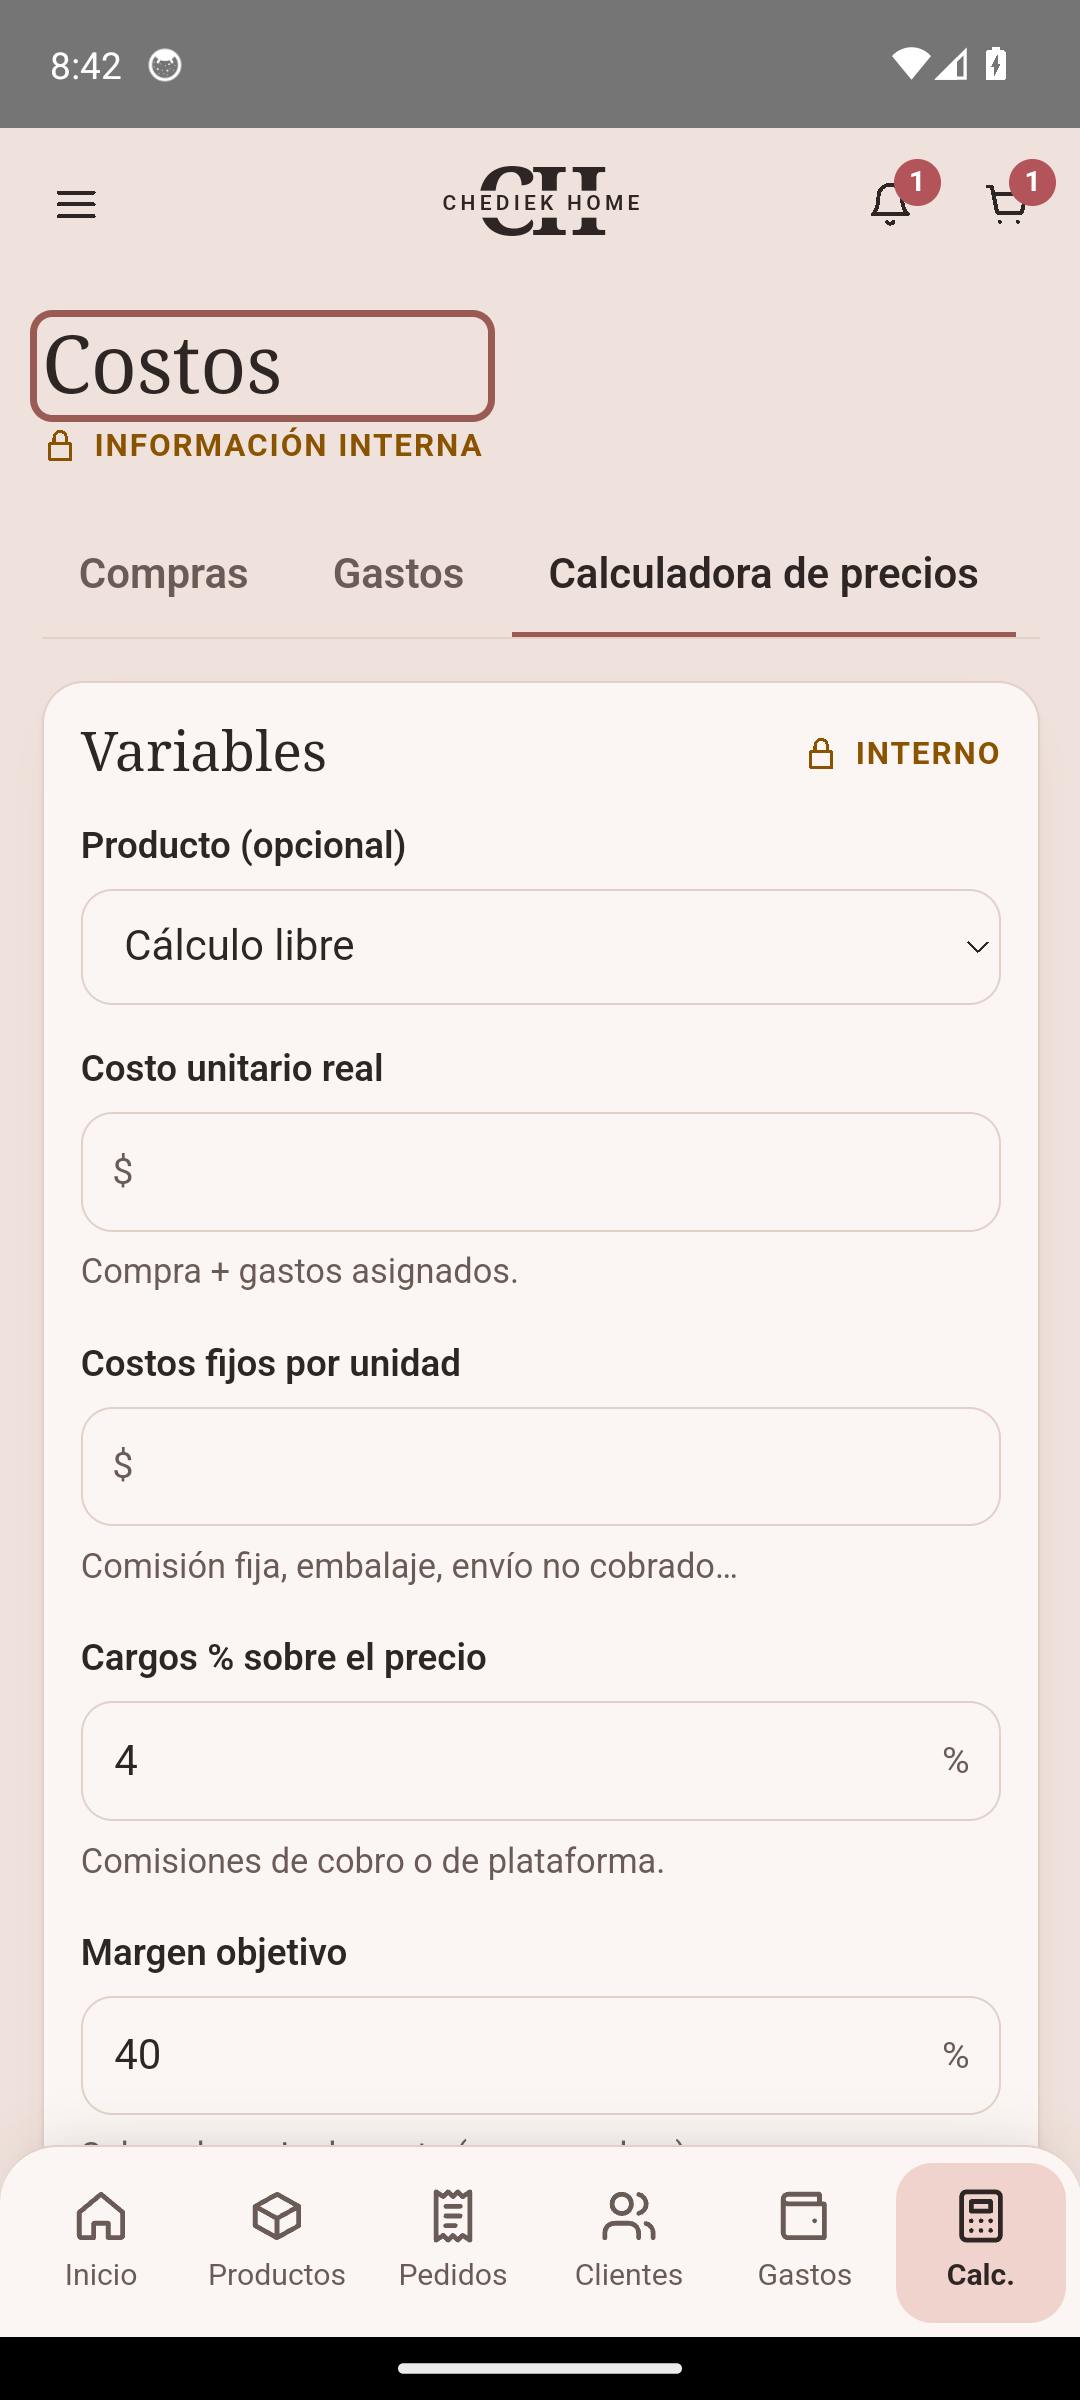 8:42
CH
CHEDIEK HOME
1
1
Costos
INFORMACIÓN INTERNA
Compras
Gastos
Calculadora de precios
Variables
INTERNO
Producto (opcional)
Cálculo libre
Costo unitario real
$
Compra + gastos asignados.
Costos fijos por unidad
$
Comisión fija, embalaje, envío no cobrado…
Cargos % sobre el precio
4
%
Comisiones de cobro o de plataforma.
Margen objetivo
40
%
Inicio
Productos
Pedidos
Clientes
Gastos
Calc.